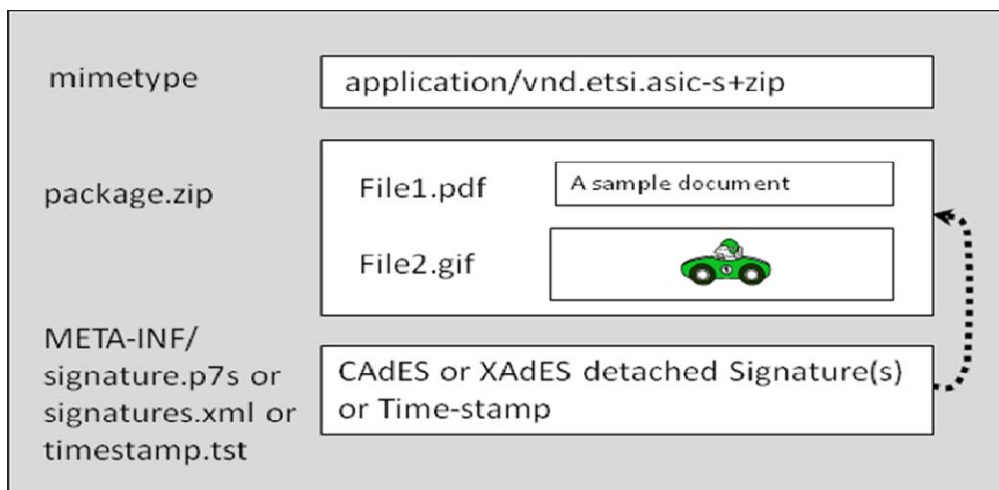 mimetype
application/vnd.etsi.asic-s+zip
package.zip
File1.pdf
A sample document
File2.gif
META-INF/
signature.p7s or
signatures.xml or
timestamp.tst
CAdES or XAdES detached Signature(s)
or Time-stamp